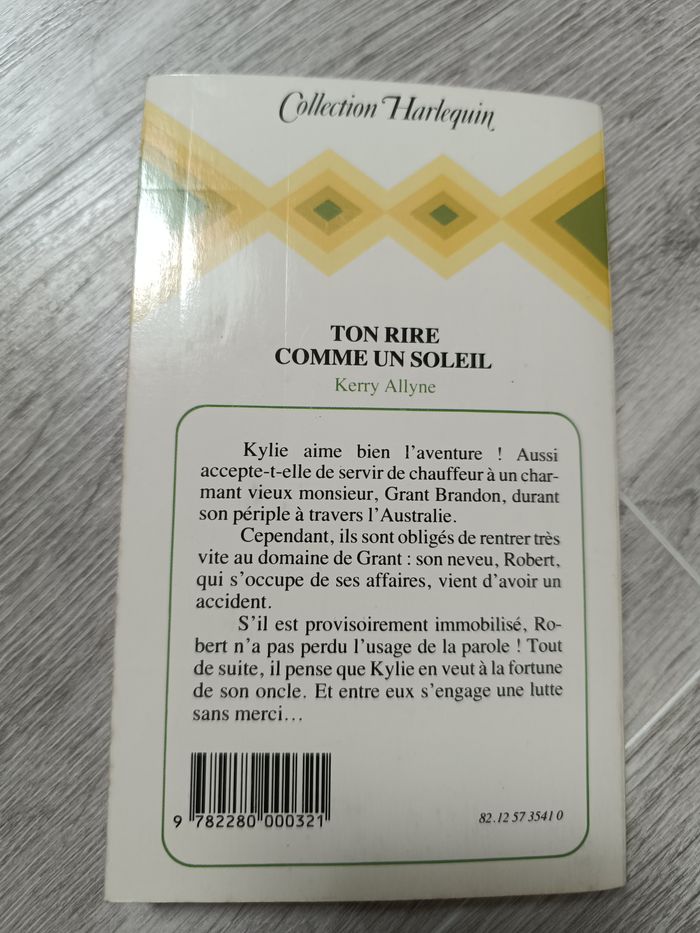 Collection Harlequin
TON RIRE
COMME UN SOLEIL
Kerry Allyne
Kylie aime bien l'aventure ! Aussi
accepte-t-elle de servir de chauffeur à un char-
mant vieux monsieur, Grant Brandon, durant
son périple à travers l'Australie.
Cependant, ils sont obligés de rentrer très
vite au domaine de Grant : son neveu, Robert,
qui s'occupe de ses affaires, vient d'avoir un
accident.
S'il est provisoirement immobilisé, Ro-
bert n'a pas perdu l'usage de la parole ! Tout
de suite, il pense que Kylie en veut à la fortune
de son oncle. Et entre eux s'engage une lutte
sans merci...
9 782280 000321
82.12 57 3541 0